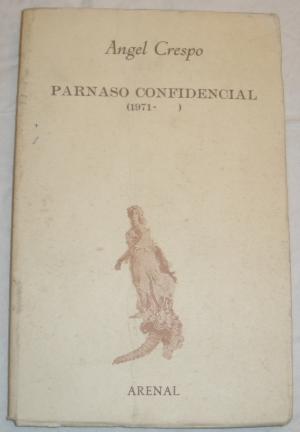 Angel Crespo
PARNASO CONFIDENCIAL
(1971- )
ARENAL